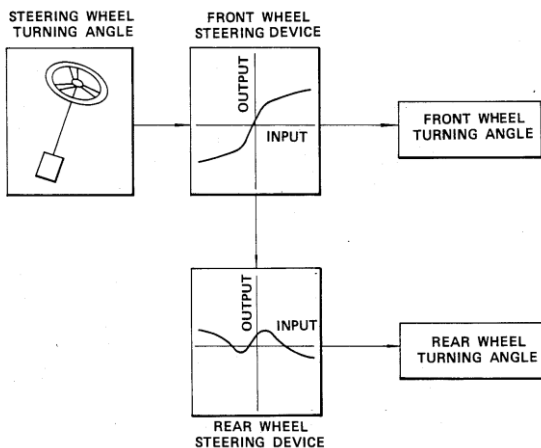 STEERING WHEEL
TURNING ANGLE
FRONT WHEEL
STEERING DEVICE
OUTPUT
INPUT
FRONT WHEEL
TURNING ANGLE
OUTPUT
INPUT
REAR WHEEL
TURNING ANGLE
REAR WHEEL
STEERING DEVICE